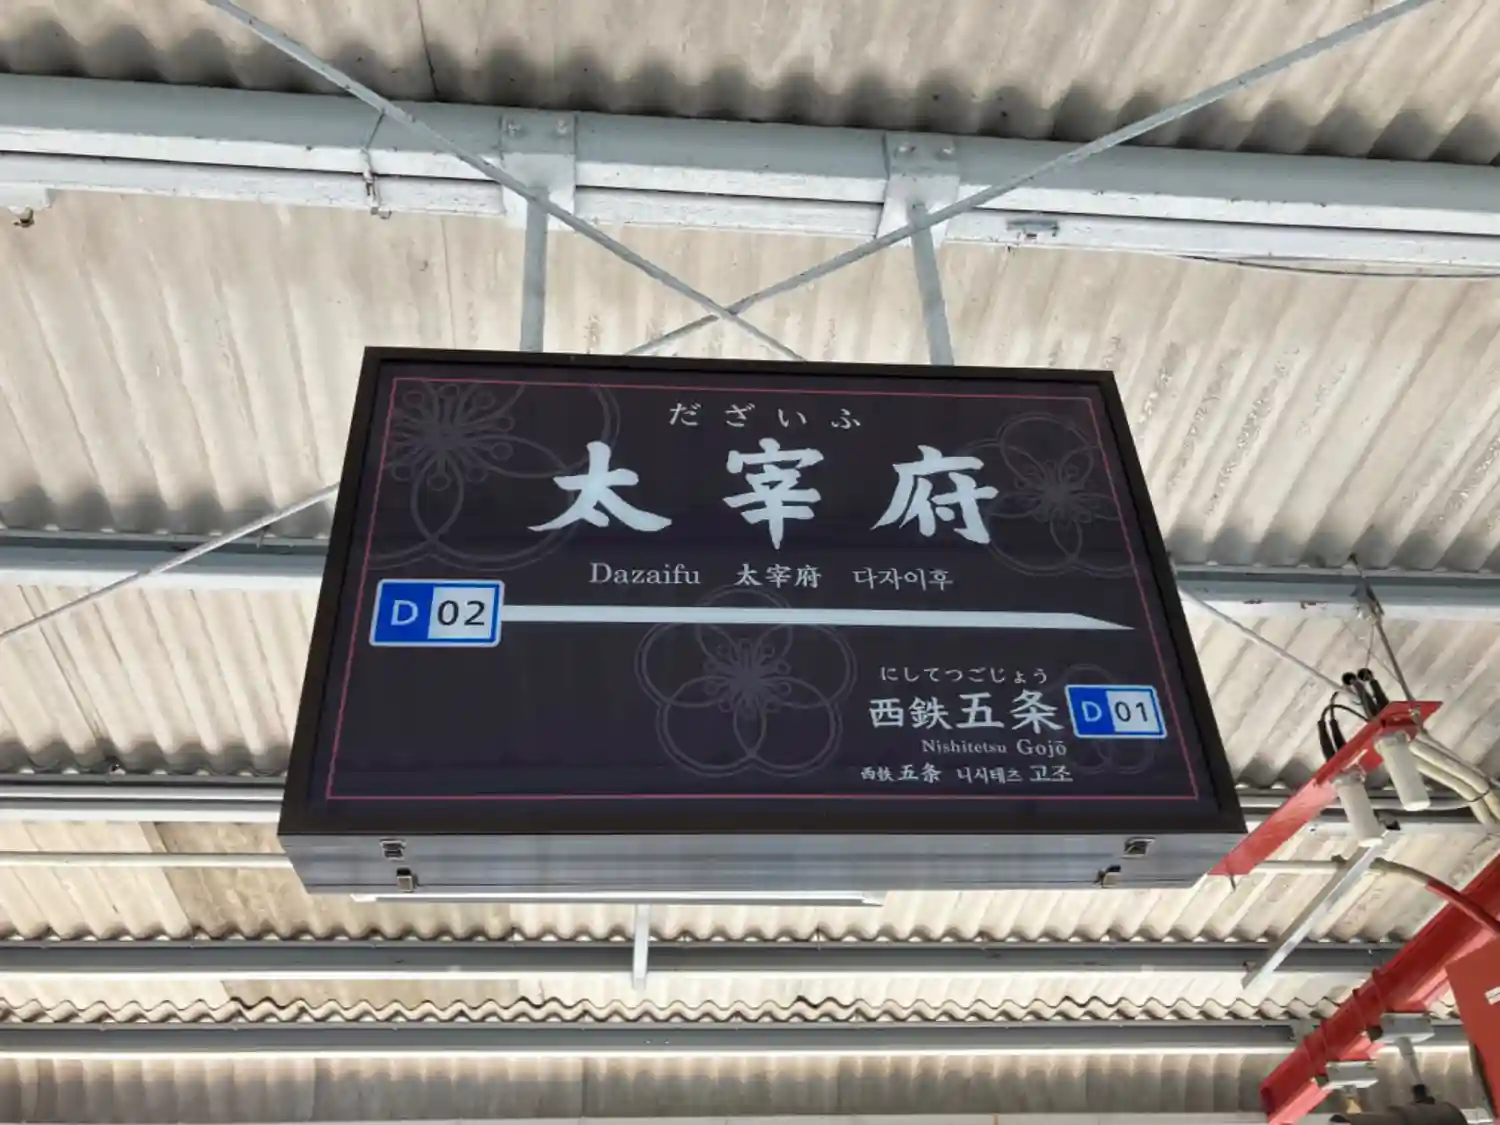 だざいふ
太宰府
Dazaifu 太宰府 다자이후
D 02
にしてつごじょう
西鉄五条 D 01
Nishitetsu Gojō
西鉄五条 니시테츠 고조